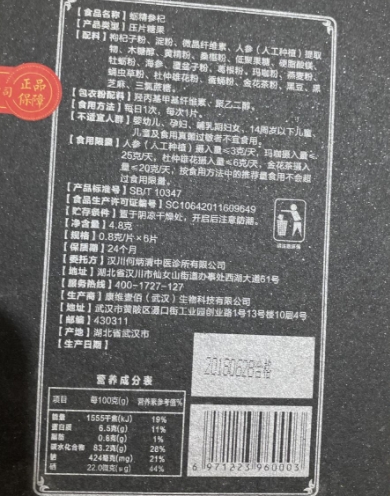 正品
保障
司
【食品名称】蛎精参杞
【产品类型】压片糖果
【配料】枸杞子粉、淀粉、微晶纤维素、人参（人工种植）提取
物、木糖醇、黄精粉、桑椹粉、低聚果糖、硬脂酸镁、
牡蛎粉、海参、堡盆子粉、葛根粉、玛咖粉、燕麦粉、
蛹虫草粉、杜仲雄花粉、蚕蛹粉、金花茶粉、黑豆、黑
芝麻、三氯蔗糖。
【包衣粉配料】羟丙基甲基纤维素、聚乙二醇。
【食用方法】每日1次，每次1片。
【不适宜人群】婴幼儿、孕妇、哺乳期妇女、14周岁以下儿童、
儿童及食用真菌过敏者不宜食用。
【食用限量】人参（人工种植）摄入量≤3克/天，玛咖摄入量≤
25克/天，杜仲雄花摄入量≤6克/天，金花茶摄入
量≤20克/天，按食用方法中的推荐量食用不会超
过食用限量。
【产品标准号】SB/T 10347
【食品生产许可证编号】SC10642011609649
【贮存条件】置于阴凉干燥处，开启后注意防潮。
【净含量】4.8克
【规格】0.8克/片×6片
【保质期】24个月
【委托方】汉川何炳清中医诊所有限公司
【地址】湖北省汉川市仙女山街道办事处西湖大道61号
【服务热线】400-1727-127
【生产商】康维壹佰（武汉）生物科技有限公司
【地址】武汉市黄陂区滠口街工业园创业路1号13号楼10层4号
【邮编】430311
【产地】湖北省武汉市
【生产日期】
合格
营养成分表
项目 每100克(g) 营养素参考值%
能量 1555千焦(kJ) 19%
蛋白质 6.5克(g) 11%
脂肪 0.6克(g) 1%
碳水化合物 83.2克(g) 28%
钠 424毫克(mg) 21%
硒 22.0微克(μg) 44%
6 971223 960003